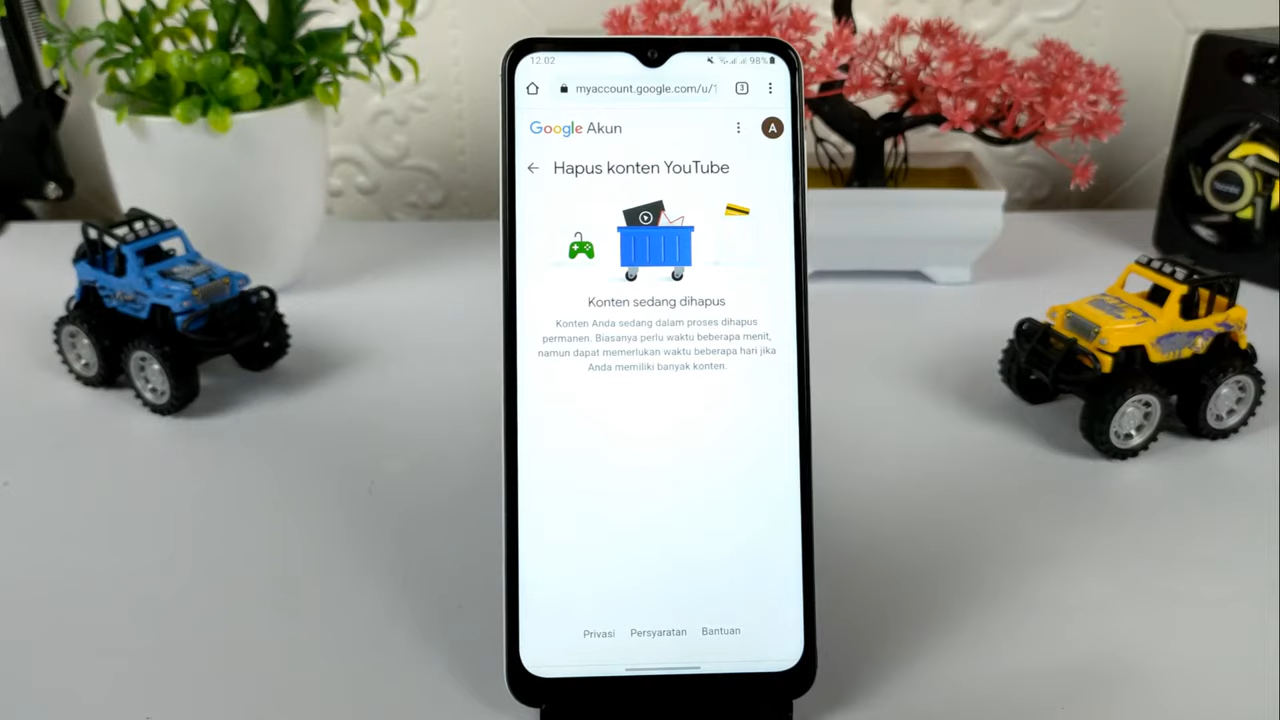 12.02
98%
myaccount.google.com/u/1
3
Google Akun
A
Hapus konten YouTube
Konten sedang dihapus
Konten Anda sedang dalam proses dihapus
permanen. Biasanya perlu waktu beberapa menit,
namun dapat memerlukan waktu beberapa hari jika
Anda memiliki banyak konten.
Privasi Persyaratan Bantuan